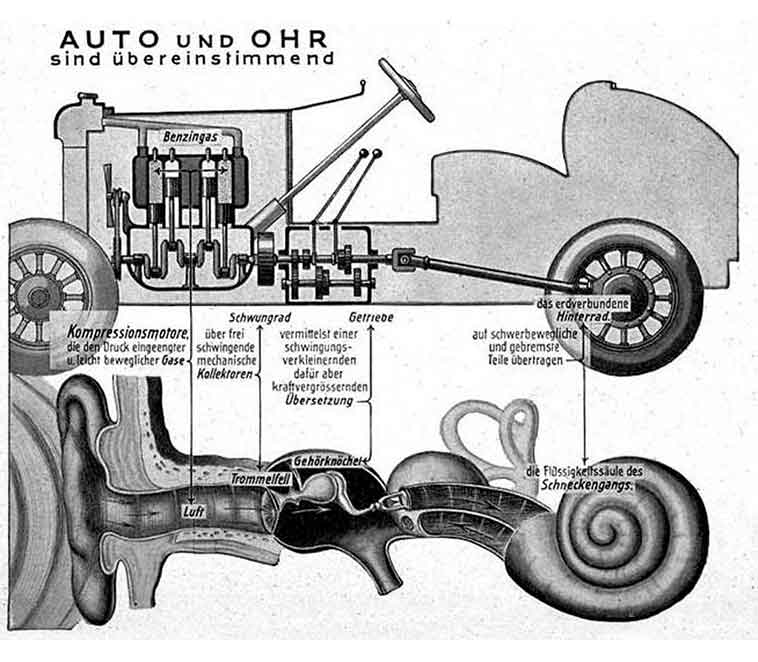 AUTO UND OHR
sind übereinstimmend
Benzingas
das erdverbundene
Hinterrad.
Schwungrad
Getriebe
Kompressionsmotore,
die den Druck eingeengter
u. leicht beweglicher Gase
über frei
schwingende
mechanische
Kollektoren
vermittelst einer
schwingungs-
verkleinernden
dafür aber
kraftvergrössernden
Übersetzung
auf schwerbewegliche
und gebremste
Teile übertragen
Gehörknöchel
Trommelfell
Luft
die Flüssigkeitssäule des
Schneckengangs.